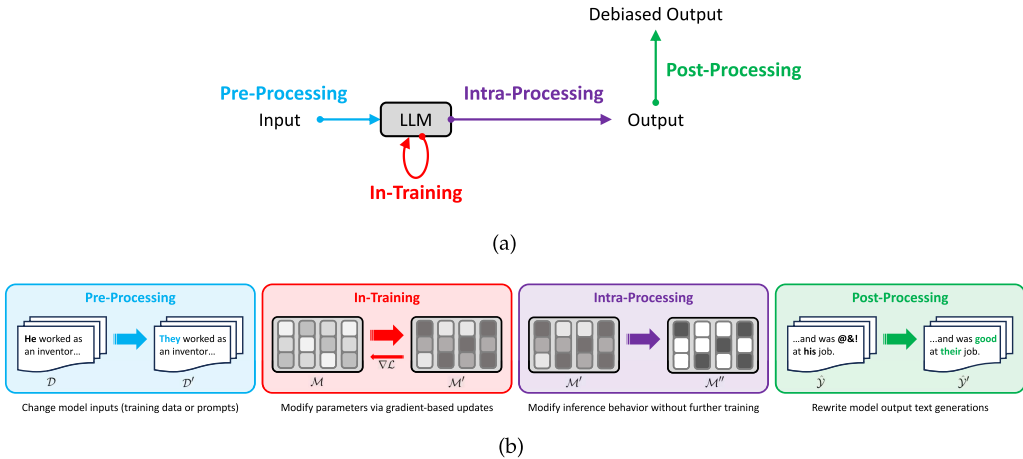 Debiased Output
Post-Processing
Pre-Processing
Intra-Processing
Input
LLM
Output
In-Training
(a)
Pre-Processing
He worked as
an inventor...
𝒟
They worked as
an inventor...
𝒟′
Change model inputs (training data or prompts)
In-Training
∇ℒ
ℳ
ℳ′
Modify parameters via gradient-based updates
Intra-Processing
ℳ′
ℳ″
Modify inference behavior without further training
Post-Processing
...and was @&!
at his job.
𝒴̂
...and was good
at their job.
𝒴̂′
Rewrite model output text generations
(b)